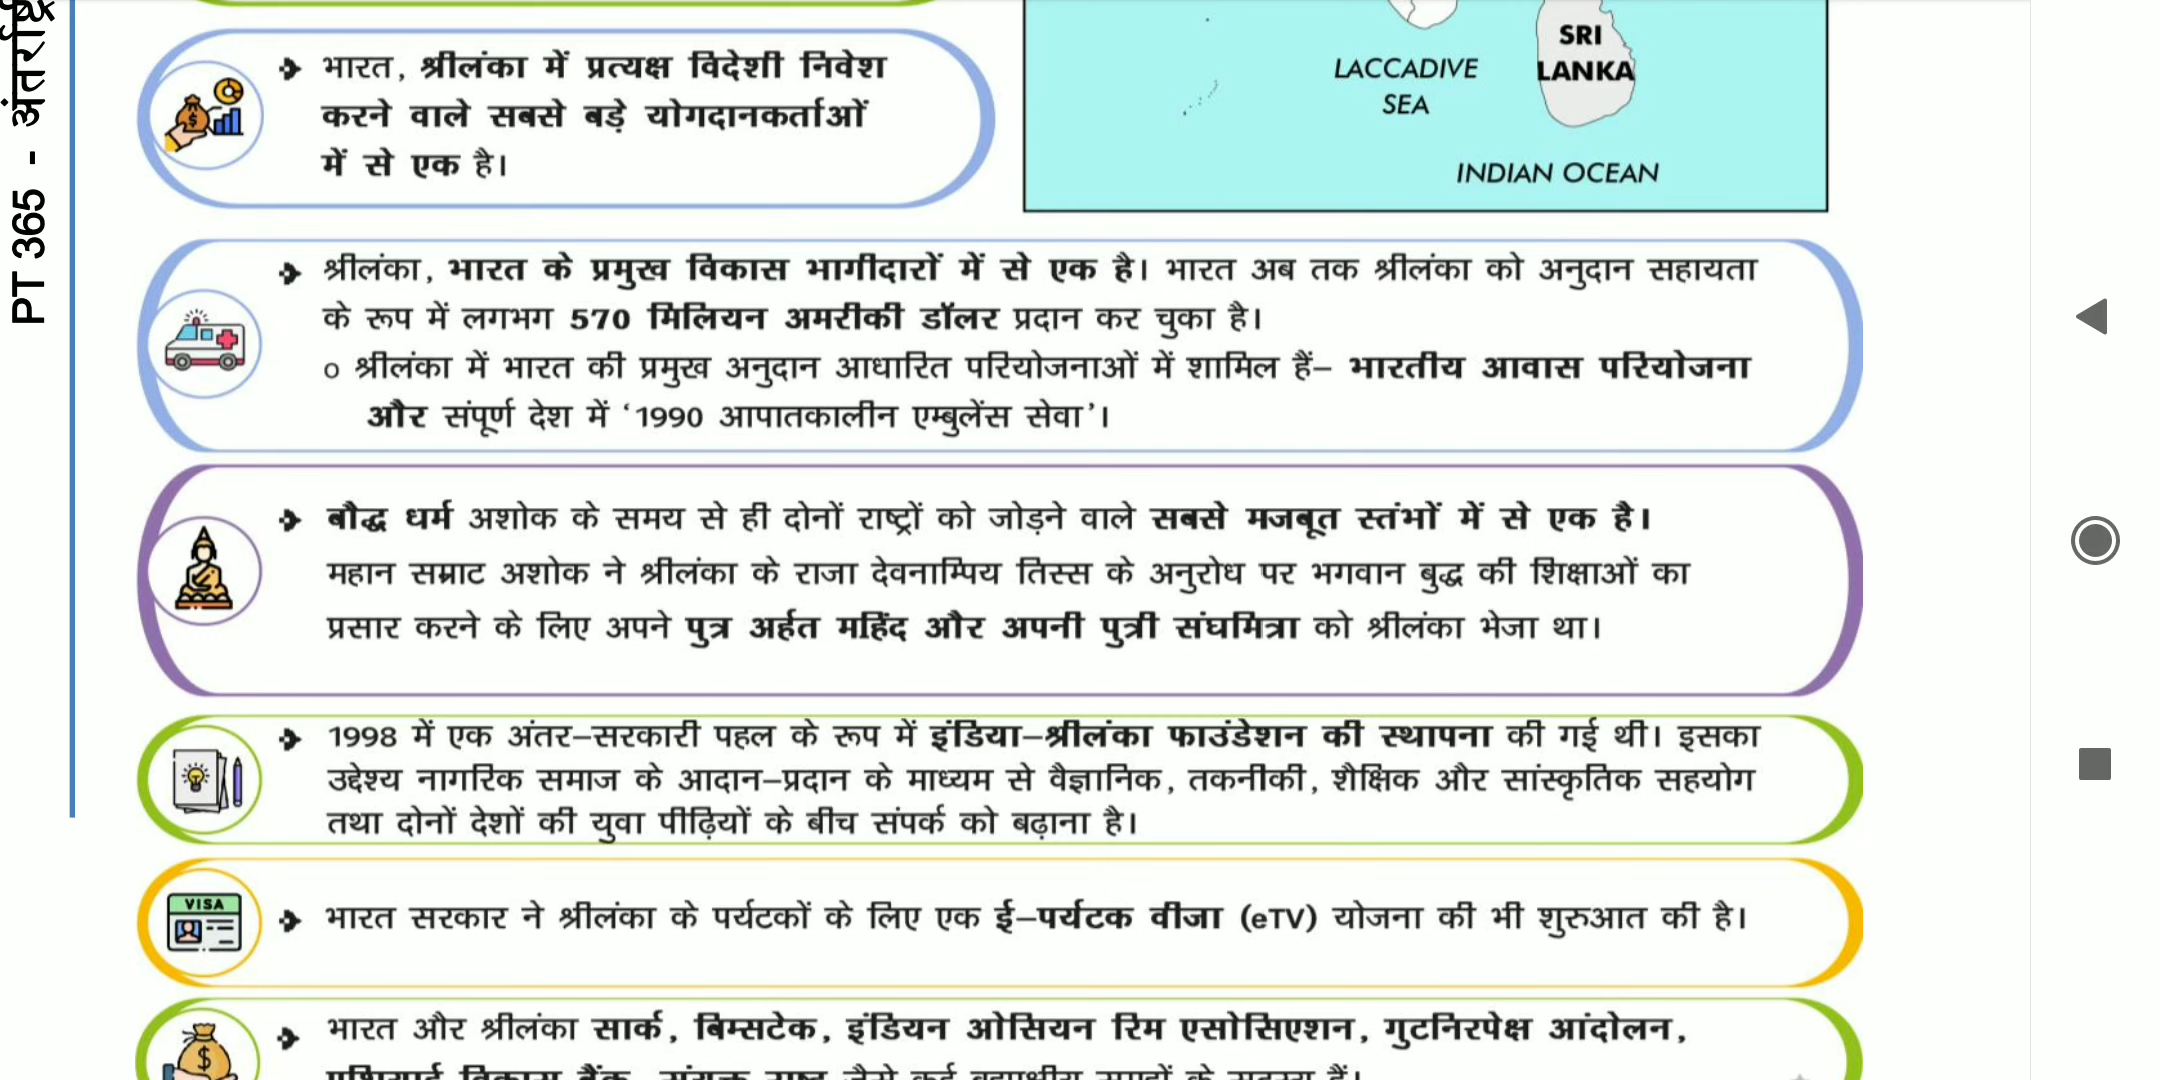 PT 365 -
भारत, श्रीलंका में प्रत्यक्ष विदेशी निवेश
करने वाले सबसे बड़े योगदानकर्ताओं
में से एक है।
SRI
LANKA
LACCADIVE
SEA
INDIAN OCEAN
श्रीलंका, भारत के प्रमुख विकास भागीदारों में से एक है। भारत अब तक श्रीलंका को अनुदान सहायता
के रूप में लगभग 570 मिलियन अमरीकी डॉलर प्रदान कर चुका है।
o श्रीलंका में भारत की प्रमुख अनुदान आधारित परियोजनाओं में शामिल हैं– भारतीय आवास परियोजना
और संपूर्ण देश में ‘1990 आपातकालीन एम्बुलेंस सेवा’।
बौद्ध धर्म अशोक के समय से ही दोनों राष्ट्रों को जोड़ने वाले सबसे मजबूत स्तंभों में से एक है।
महान सम्राट अशोक ने श्रीलंका के राजा देवनाम्पिय तिस्स के अनुरोध पर भगवान बुद्ध की शिक्षाओं का
प्रसार करने के लिए अपने पुत्र अर्हत महिंद और अपनी पुत्री संघमित्रा को श्रीलंका भेजा था।
1998 में एक अंतर–सरकारी पहल के रूप में इंडिया–श्रीलंका फाउंडेशन की स्थापना की गई थी। इसका
उद्देश्य नागरिक समाज के आदान–प्रदान के माध्यम से वैज्ञानिक, तकनीकी, शैक्षिक और सांस्कृतिक सहयोग
तथा दोनों देशों की युवा पीढ़ियों के बीच संपर्क को बढ़ाना है।
VISA
भारत सरकार ने श्रीलंका के पर्यटकों के लिए एक ई–पर्यटक वीजा (eTV) योजना की भी शुरुआत की है।
भारत और श्रीलंका सार्क, बिम्सटेक, इंडियन ओसियन रिम एसोसिएशन, गुटनिरपेक्ष आंदोलन,